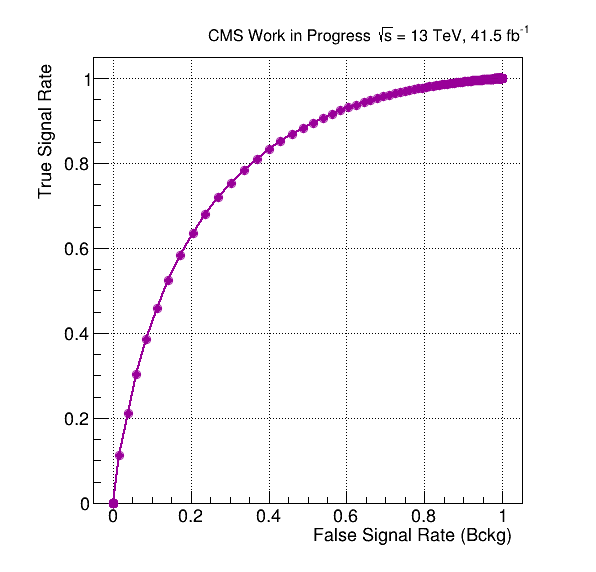 CMS Work in Progress √s = 13 TeV, 41.5 fb⁻¹
True Signal Rate
1
0.8
0.6
0.4
0.2
0
0 0.2 0.4 0.6 0.8 1
False Signal Rate (Bckg)